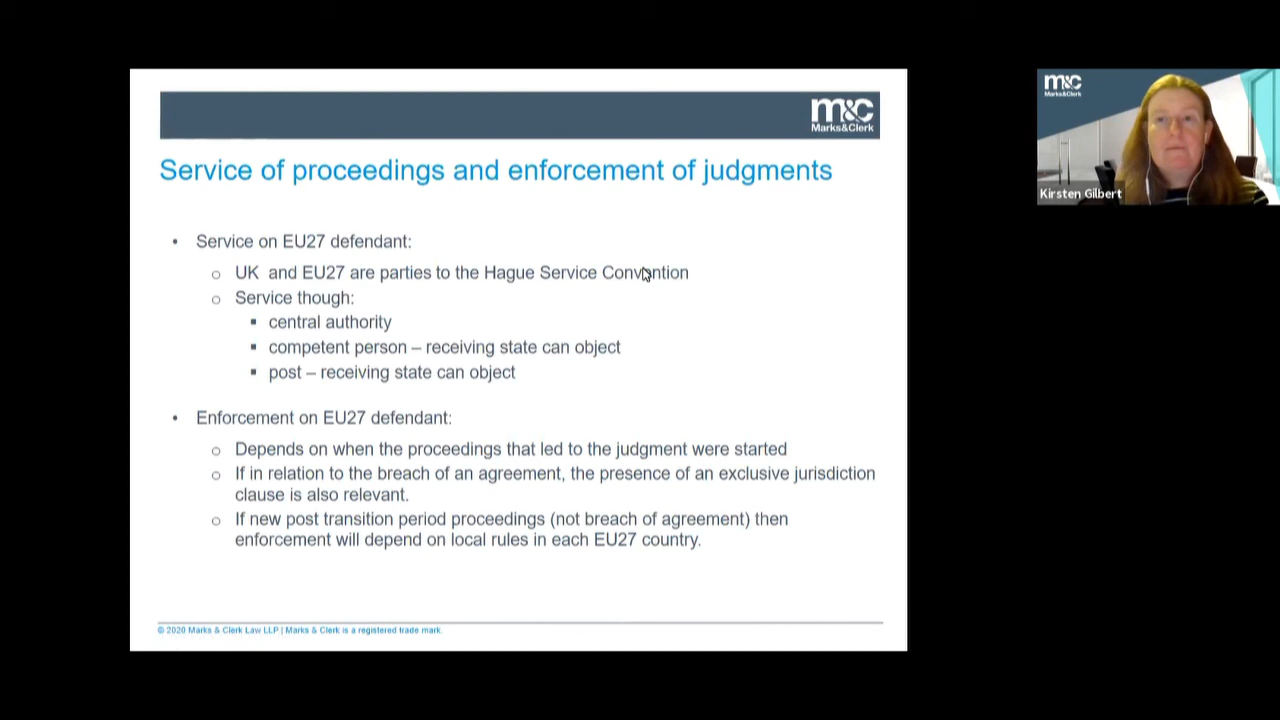 m&c
Marks&Clerk
Service of proceedings and enforcement of judgments
• Service on EU27 defendant:
o UK and EU27 are parties to the Hague Service Convention
o Service though:
▪ central authority
▪ competent person – receiving state can object
▪ post – receiving state can object
• Enforcement on EU27 defendant:
o Depends on when the proceedings that led to the judgment were started
o If in relation to the breach of an agreement, the presence of an exclusive jurisdiction
clause is also relevant.
o If new post transition period proceedings (not breach of agreement) then
enforcement will depend on local rules in each EU27 country.
© 2020 Marks & Clerk Law LLP | Marks & Clerk is a registered trade mark.
m&c
Marks&Clerk
Kirsten Gilbert